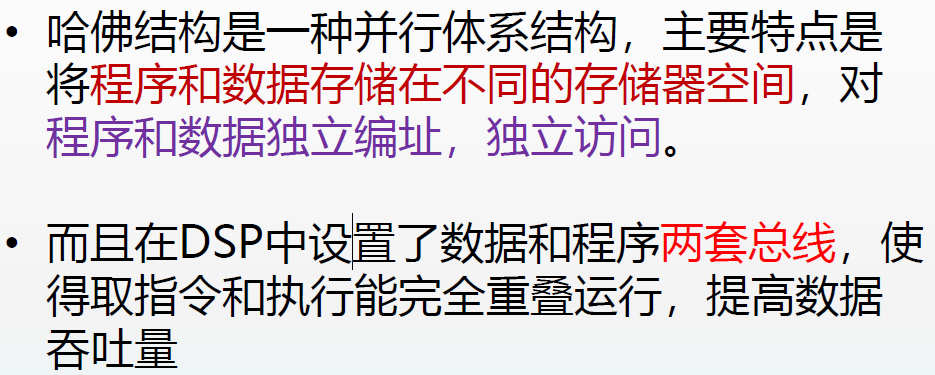 • 哈佛结构是一种并行体系结构，主要特点是
将程序和数据存储在不同的存储器空间，对
程序和数据独立编址，独立访问。
• 而且在DSP中设置了数据和程序两套总线，使
得取指令和执行能完全重叠运行，提高数据
吞吐量